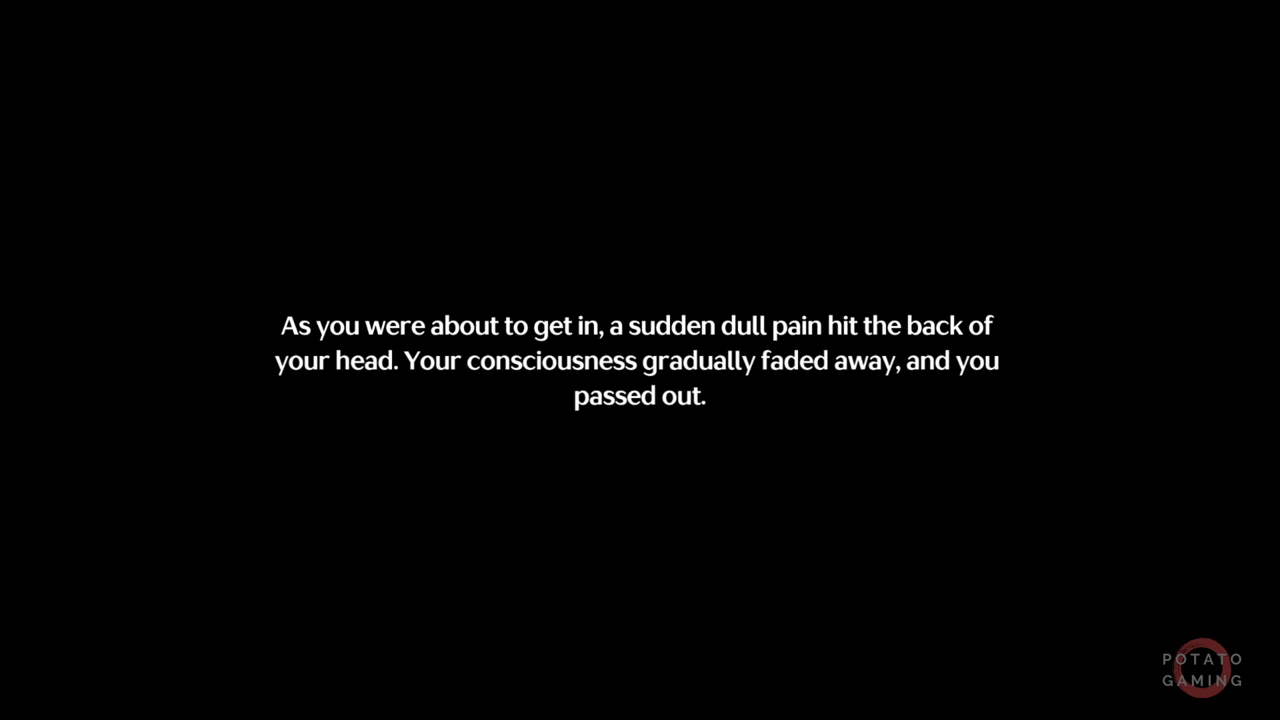 As you were about to get in, a sudden dull pain hit the back of
your head. Your consciousness gradually faded away, and you
passed out.
POTATO
GAMING